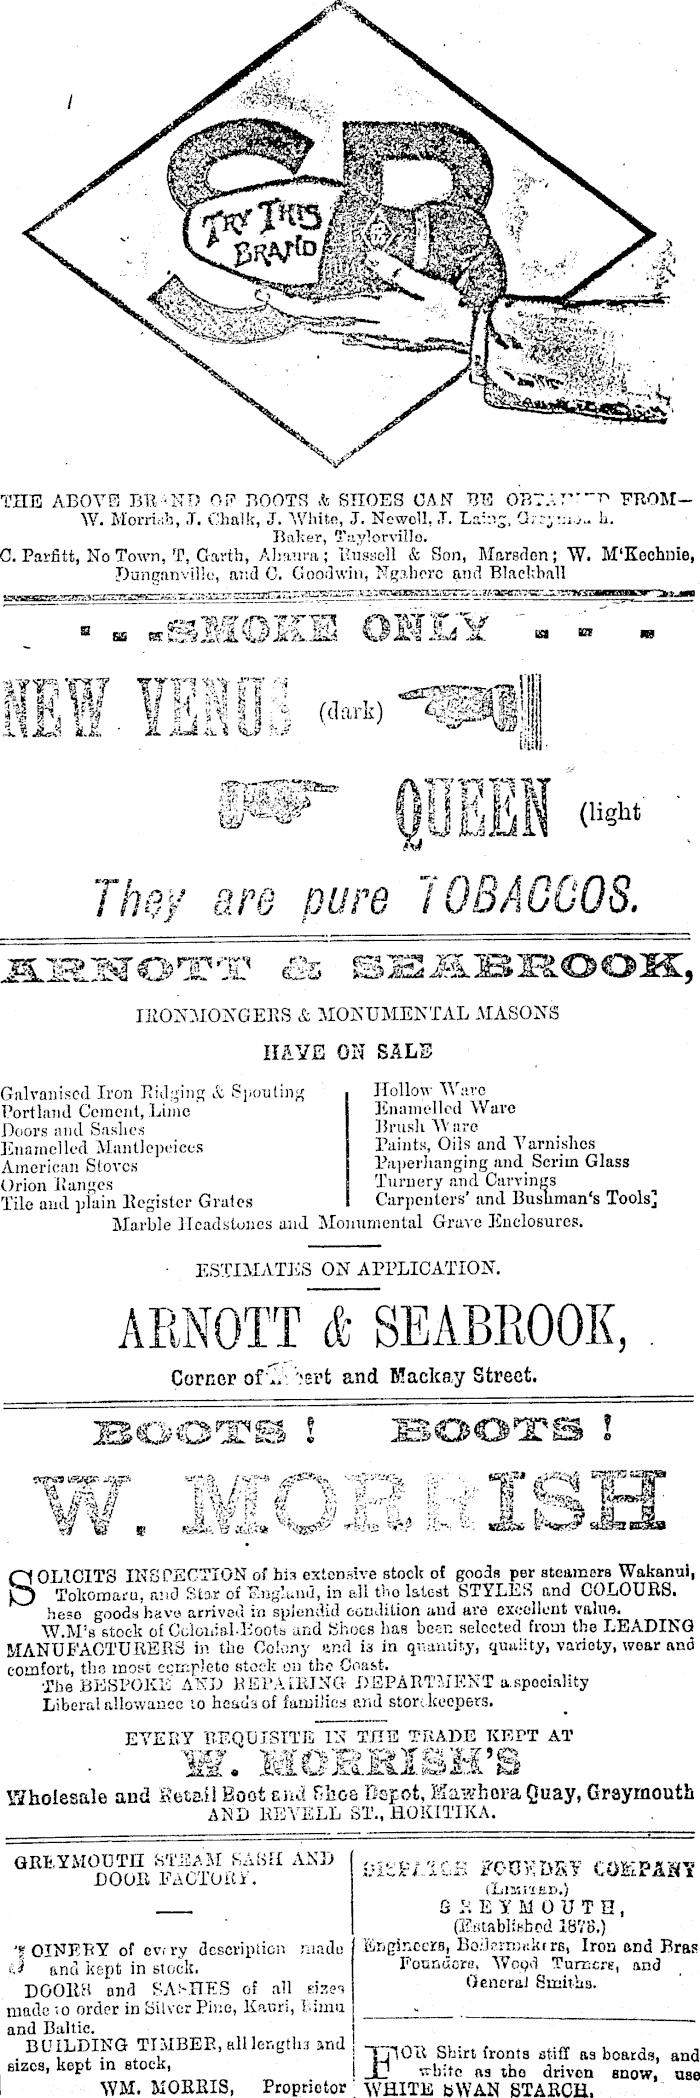 SB
TRY THIS
BRAND
THE ABOVE BRAND OF BOOTS & SHOES CAN BE OBTAINED FROM—
W. Morrish, J. Chalk, J. White, J. Newell, J. Laing, Greymouth.
Baker, Taylorville.
C. Parfitt, No Town, T, Garth, Ahaura; Russell & Son, Marsden; W. M'Kechnie,
Dunganville, and C. Goodwin, Ngahere and Blackball
SMOKE ONLY
NEW VENUS (dark)
QUEEN (light
They are pure TOBACCOS.
ARNOTT & SEABROOK,
IRONMONGERS & MONUMENTAL MASONS
HAVE ON SALE
Galvanised Iron Ridging & Spouting
Portland Cement, Lime
Doors and Sashes
Enamelled Mantlepeices
American Stoves
Orion Ranges
Tile and plain Register Grates
Hollow Ware
Enamelled Ware
Brush Ware
Paints, Oils and Varnishes
Paperhanging and Scrim Glass
Turnery and Carvings
Carpenters' and Bushman's Tools]
Marble Headstones and Monumental Grave Enclosures.
ESTIMATES ON APPLICATION.
ARNOTT & SEABROOK,
Corner of Albert and Mackay Street.
BOOTS! BOOTS!
W. MORRISH
SOLICITS INSPECTION of his extensive stock of goods per steamers Wakanui,
Tokomaru, and Star of England, in all the latest STYLES and COLOURS.
hese goods have arrived in splendid condition and are excellent value.
W.M's stock of Colonial Boots and Shoes has been selected from the LEADING
MANUFACTURERS in the Colony and is in quantity, quality, variety, wear and
comfort, the most complete stock on the Coast.
The BESPOKE AND REPAIRING DEPARTMENT a speciality
Liberal allowance to heads of families and storekeepers.
EVERY REQUISITE IN THE TRADE KEPT AT
W. MORRISH'S
Wholesale and Retail Boot and Shoe Depot, Mawhera Quay, Greymouth
AND REVELL ST., HOKITIKA.
GREYMOUTH STEAM SASH AND
DOOR FACTORY.
JOINERY of every description made
and kept in stock.
DOORS and SASHES of all sizes
made to order in Silver Pine, Kauri, Rimu
and Baltic.
BUILDING TIMBER, all lengths and
sizes, kept in stock,
WM. MORRIS, Proprietor
DISPATCH FOUNDRY COMPANY
(LIMITED.)
GREYMOUTH,
(Established 1876.)
Engineers, Boilermakers, Iron and Bras
Founders, Wood Turners, and
General Smiths.
FOR Shirt fronts stiff as boards, and
white as the driven snow, use
WHITE SWAN STARCH.